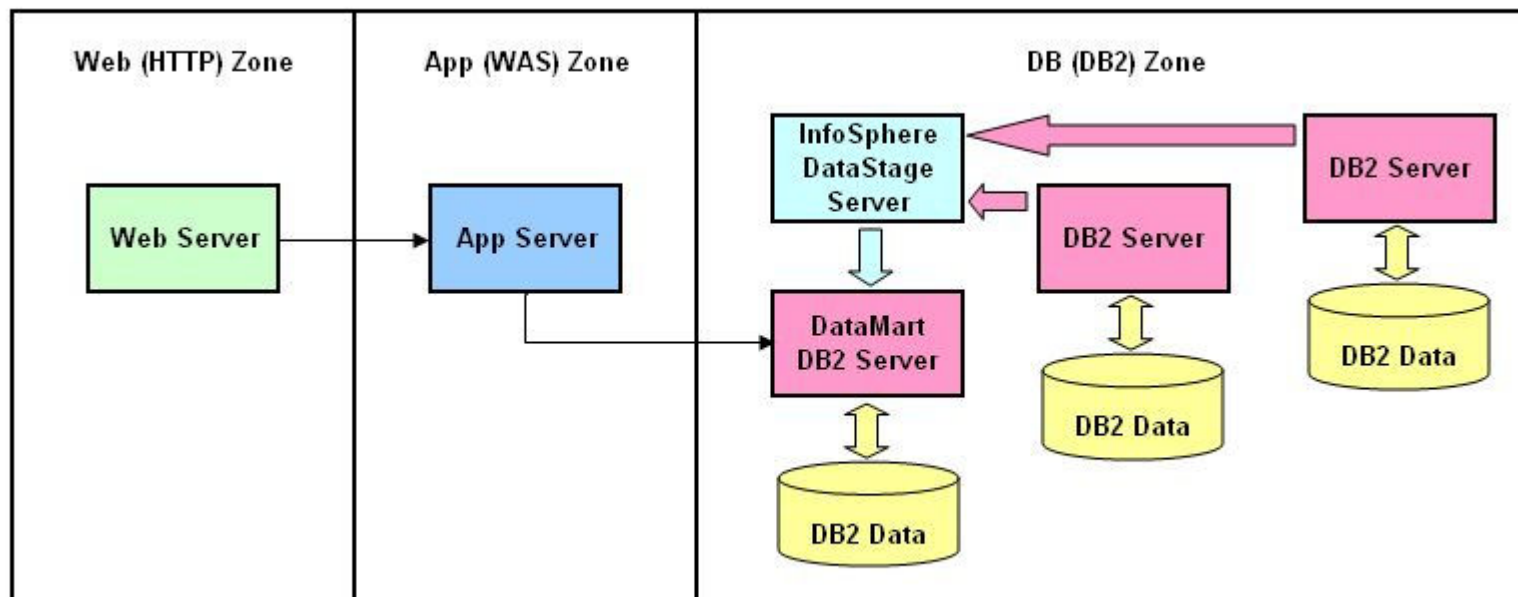 Web (HTTP) Zone
App (WAS) Zone
DB (DB2) Zone
Web Server
App Server
InfoSphere
DataStage
Server
DB2 Server
DB2 Server
DataMart
DB2 Server
DB2 Data
DB2 Data
DB2 Data